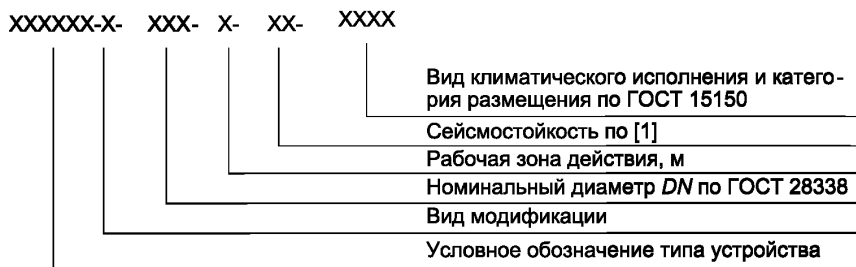 XXXXXX-X- XXX- X- XX- XXXX
Вид климатического исполнения и катего-
рия размещения по ГОСТ 15150
Сейсмостойкость по [1]
Рабочая зона действия, м
Номинальный диаметр DN по ГОСТ 28338
Вид модификации
Условное обозначение типа устройства